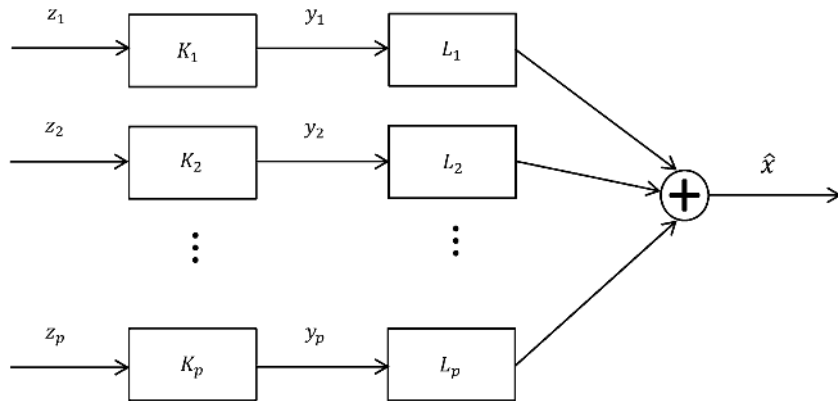 z₁ K₁ y₁ L₁
z₂ K₂ y₂ L₂
x̂
zₚ Kₚ yₚ Lₚ